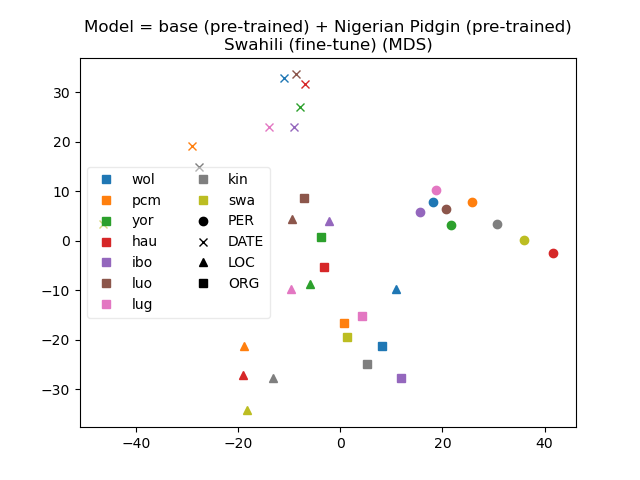 Model = base (pre-trained) + Nigerian Pidgin (pre-trained)
Swahili (fine-tune) (MDS)
30
20
10
0
−10
−20
−30
wol
pcm
yor
hau
ibo
luo
lug
kin
swa
PER
DATE
LOC
ORG
−40
−20
0
20
40